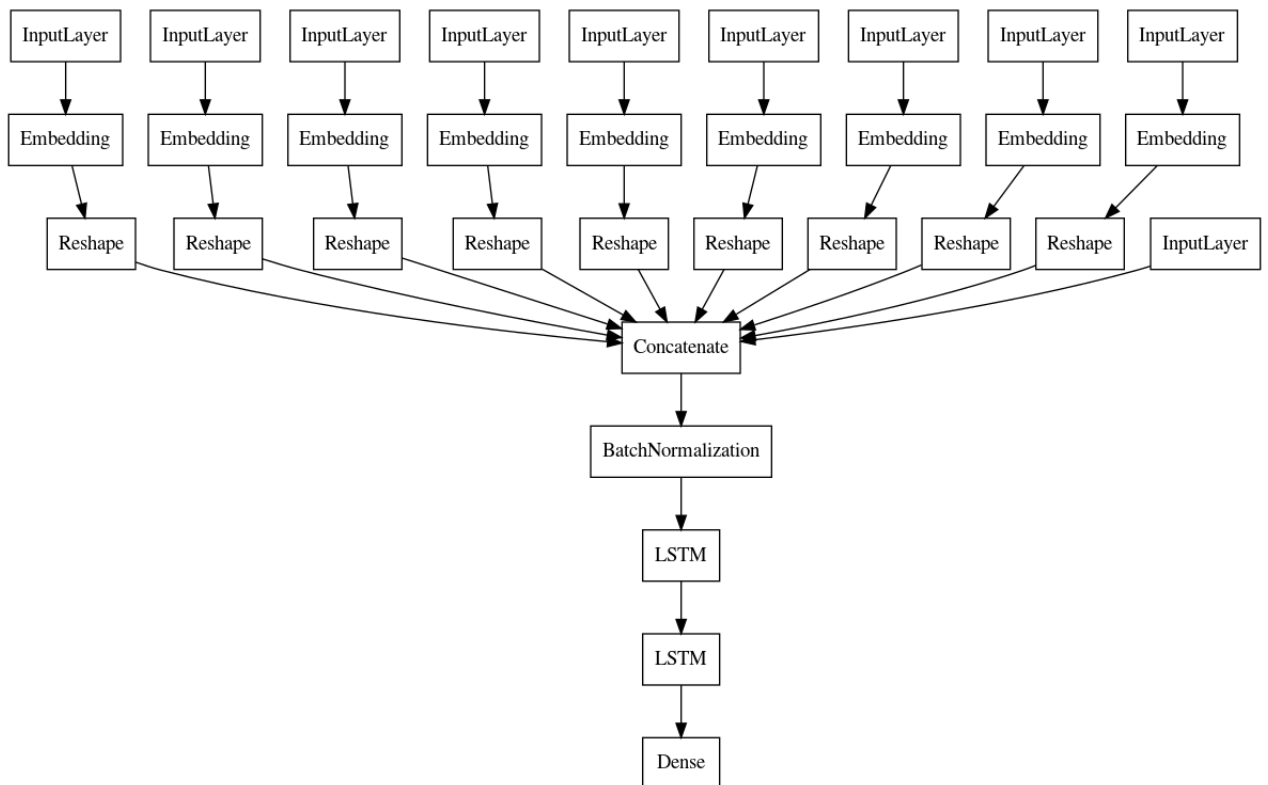 InputLayer InputLayer InputLayer InputLayer InputLayer InputLayer InputLayer InputLayer InputLayer
Embedding Embedding Embedding Embedding Embedding Embedding Embedding Embedding Embedding
Reshape Reshape Reshape Reshape Reshape Reshape Reshape Reshape Reshape InputLayer
Concatenate
BatchNormalization
LSTM
LSTM
Dense